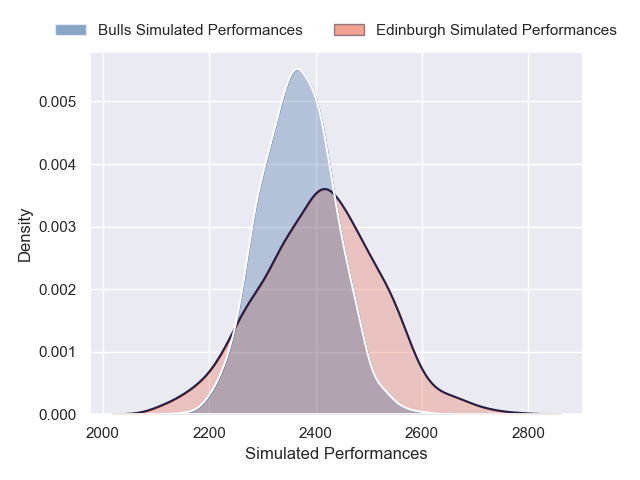 Bulls Simulated Performances
Edinburgh Simulated Performances
0.005
0.004
0.003
0.002
0.001
0.000
Density
2000 2200 2400 2600 2800
Simulated Performances